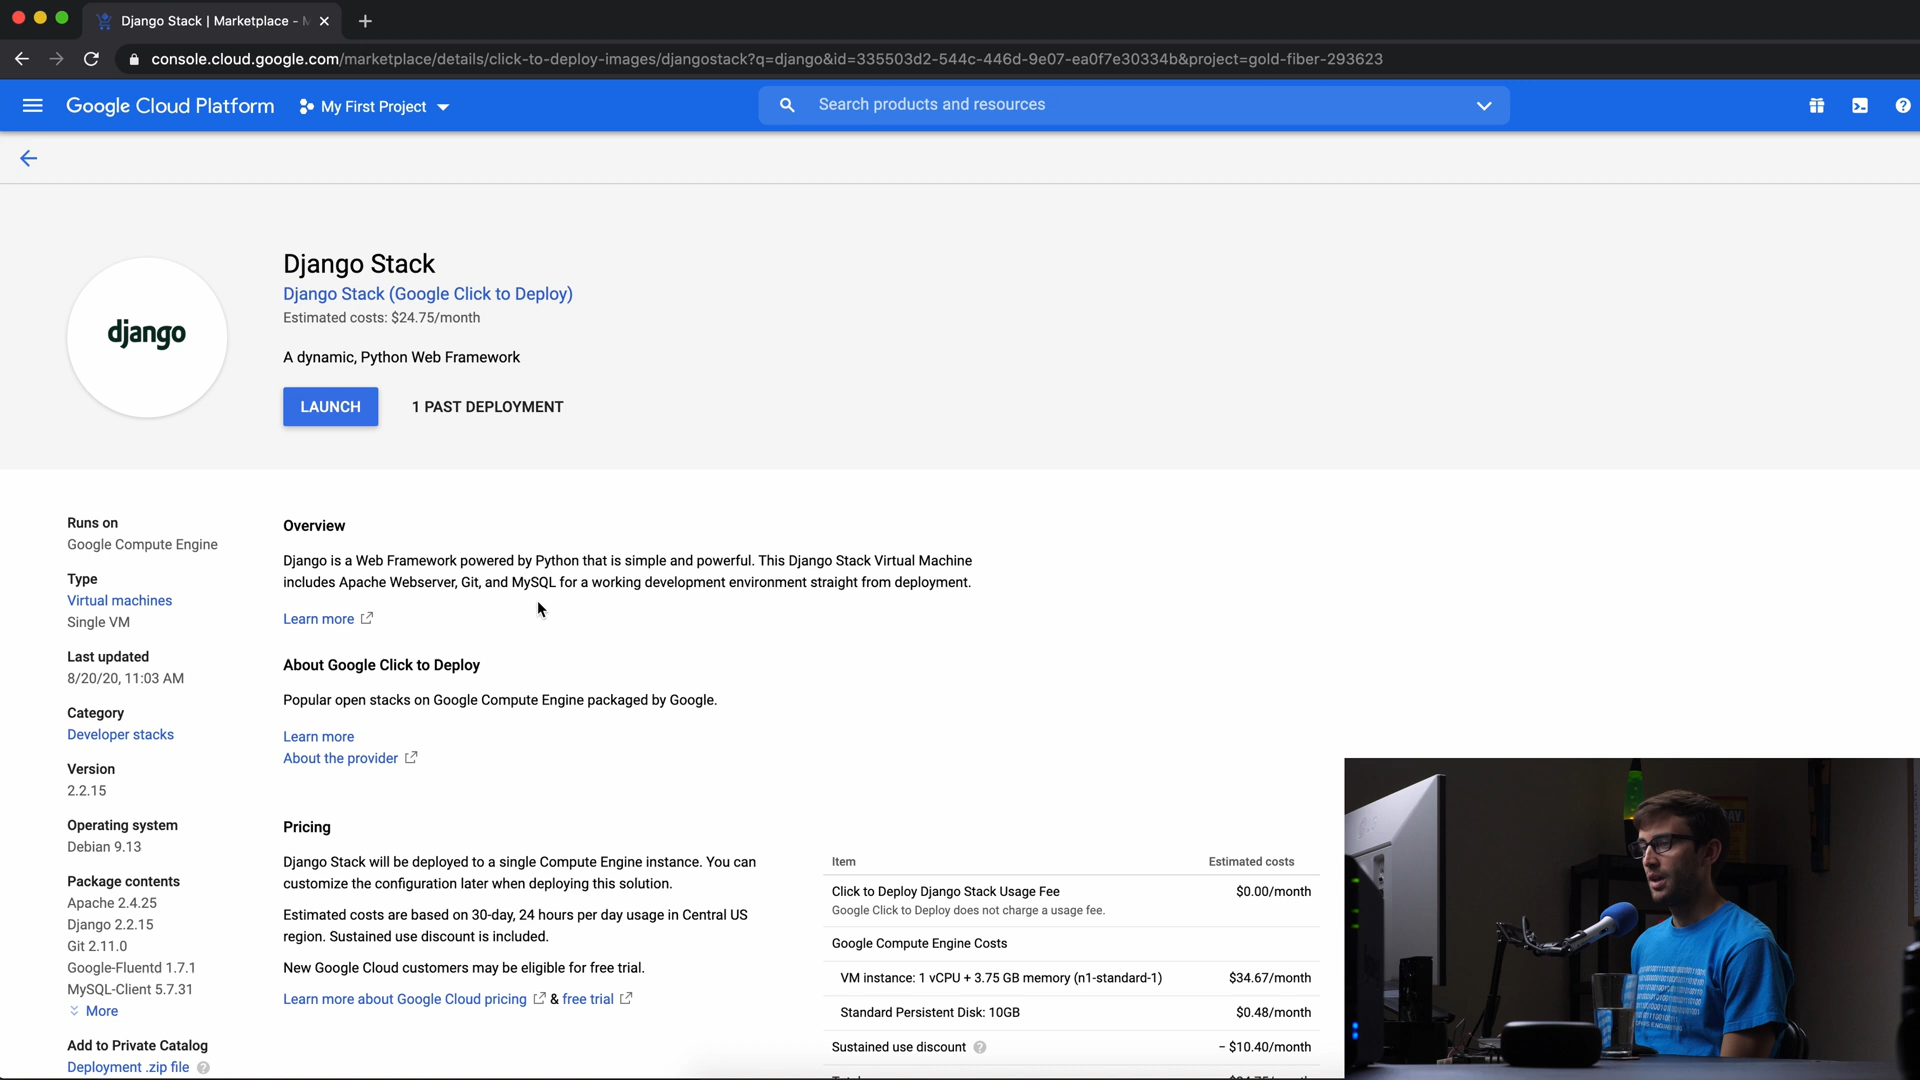 Django Stack | Marketplace -
console.cloud.google.com/marketplace/details/click-to-deploy-images/djangostack?q=django&id=335503d2-544c-446d-9e07-ea0f7e30334b&project=gold-fiber-293623
Google Cloud Platform
My First Project
Search products and resources
django
Django Stack
Django Stack (Google Click to Deploy)
Estimated costs: $24.75/month
A dynamic, Python Web Framework
LAUNCH
1 PAST DEPLOYMENT
Runs on
Google Compute Engine
Type
Virtual machines
Single VM
Last updated
8/20/20, 11:03 AM
Category
Developer stacks
Version
2.2.15
Operating system
Debian 9.13
Package contents
Apache 2.4.25
Django 2.2.15
Git 2.11.0
Google-Fluentd 1.7.1
MySQL-Client 5.7.31
More
Add to Private Catalog
Deployment .zip file
Overview
Django is a Web Framework powered by Python that is simple and powerful. This Django Stack Virtual Machine
includes Apache Webserver, Git, and MySQL for a working development environment straight from deployment.
Learn more
About Google Click to Deploy
Popular open stacks on Google Compute Engine packaged by Google.
Learn more
About the provider
Pricing
Django Stack will be deployed to a single Compute Engine instance. You can
customize the configuration later when deploying this solution.
Estimated costs are based on 30-day, 24 hours per day usage in Central US
region. Sustained use discount is included.
New Google Cloud customers may be eligible for free trial.
Learn more about Google Cloud pricing & free trial
Item Estimated costs
Click to Deploy Django Stack Usage Fee $0.00/month
Google Click to Deploy does not charge a usage fee.
Google Compute Engine Costs
VM instance: 1 vCPU + 3.75 GB memory (n1-standard-1) $34.67/month
Standard Persistent Disk: 10GB $0.48/month
Sustained use discount - $10.40/month